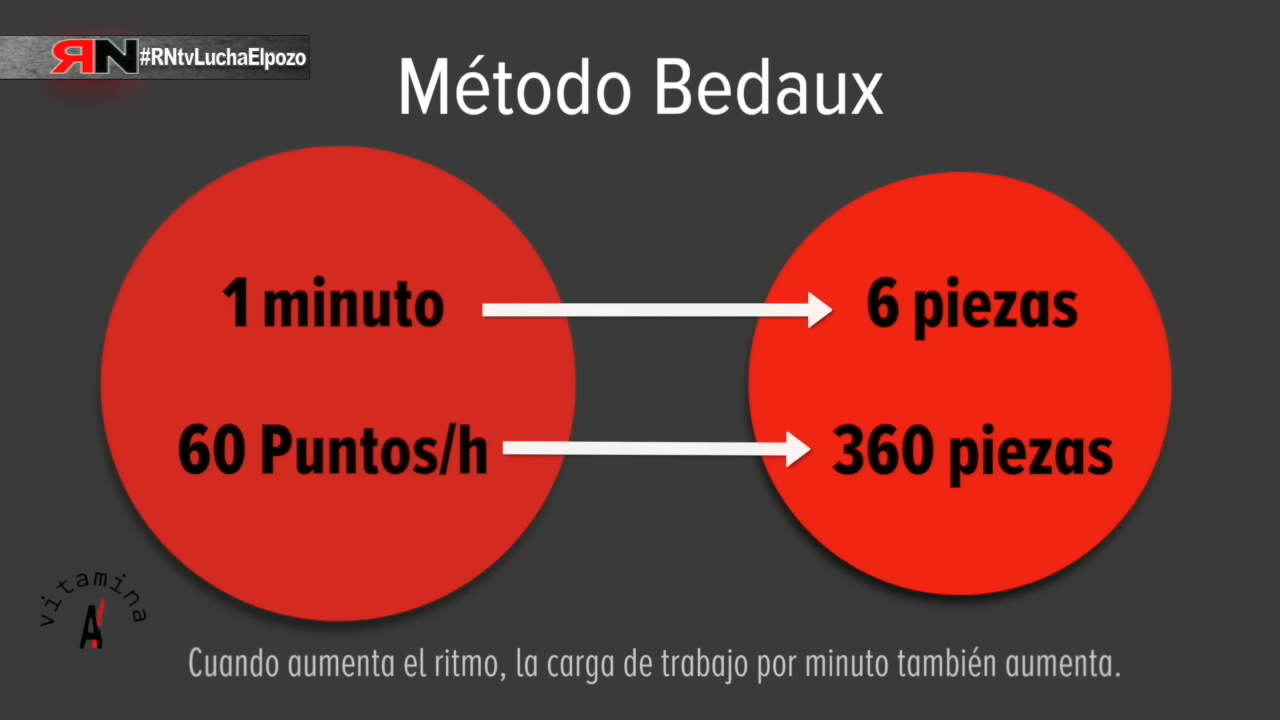 RN #RNtvLuchaElpozo
Método Bedaux
1 minuto
6 piezas
60 Puntos/h
360 piezas
vitamina
A
Cuando aumenta el ritmo, la carga de trabajo por minuto también aumenta.